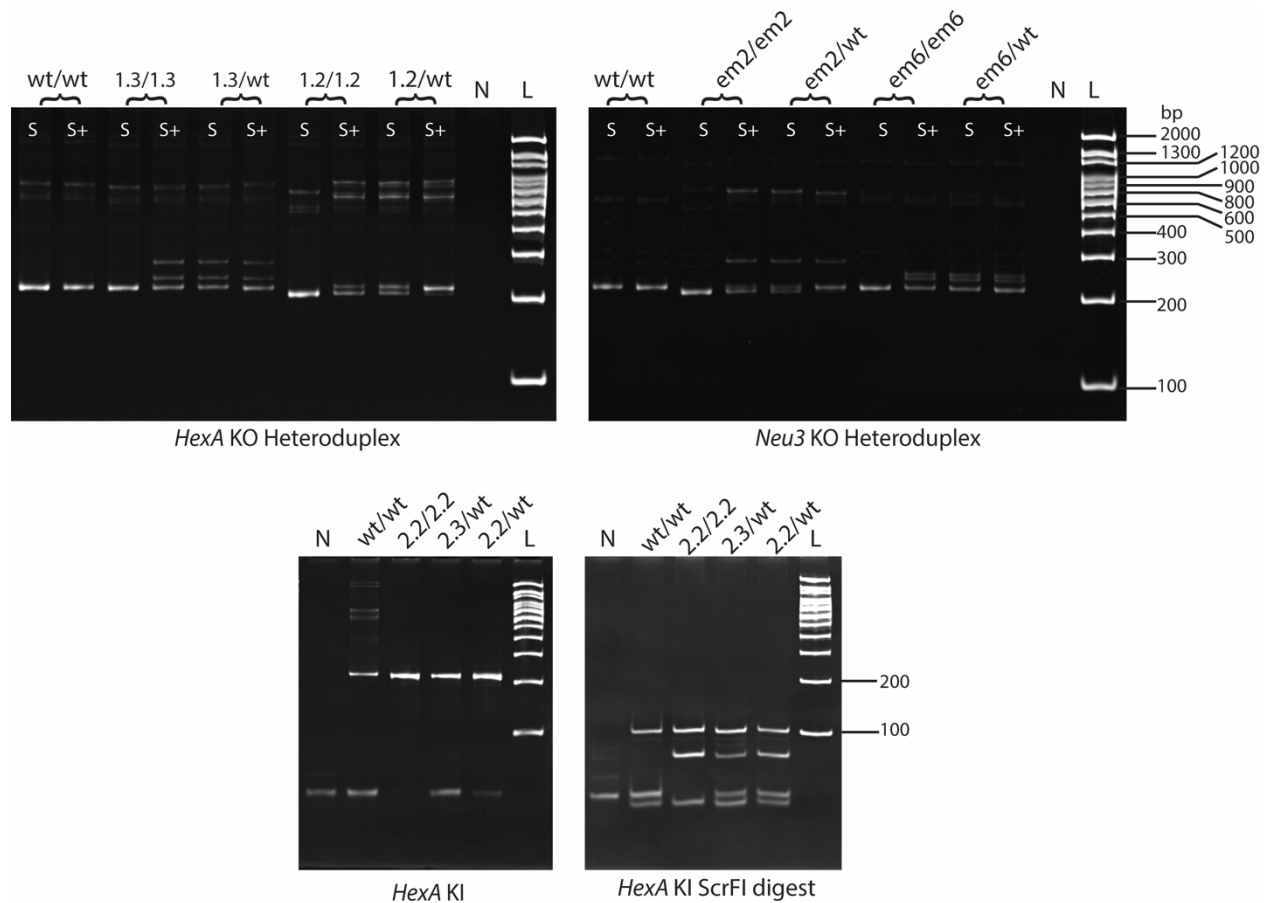 wt/wt 1.3/1.3 1.3/wt 1.2/1.2 1.2/wt N L
S S+ S S+ S S+ S S+ S S+
HexA KO Heteroduplex
wt/wt em2/em2 em2/wt em6/em6 em6/wt N L
S S+ S S+ S S+ S S+ S S+
bp
2000
1300
1200
1000
900
800
600
500
400
300
200
100
Neu3 KO Heteroduplex
N wt/wt 2.2/2.2 2.3/wt 2.2/wt L
HexA KI
N wt/wt 2.2/2.2 2.3/wt 2.2/wt L
200
100
HexA KI ScrFI digest